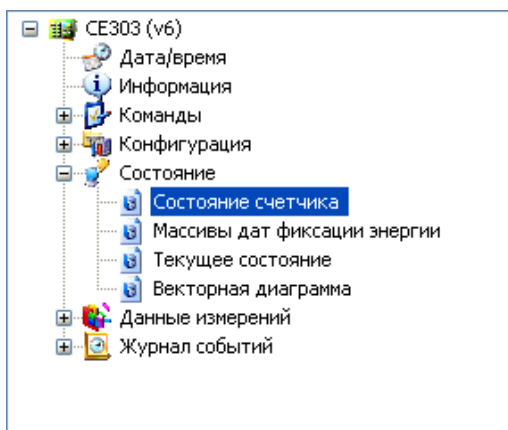 CE303 (v6)
Дата/время
Информация
Команды
Конфигурация
Состояние
Состояние счетчика
Массивы дат фиксации энергии
Текущее состояние
Векторная диаграмма
Данные измерений
Журнал событий